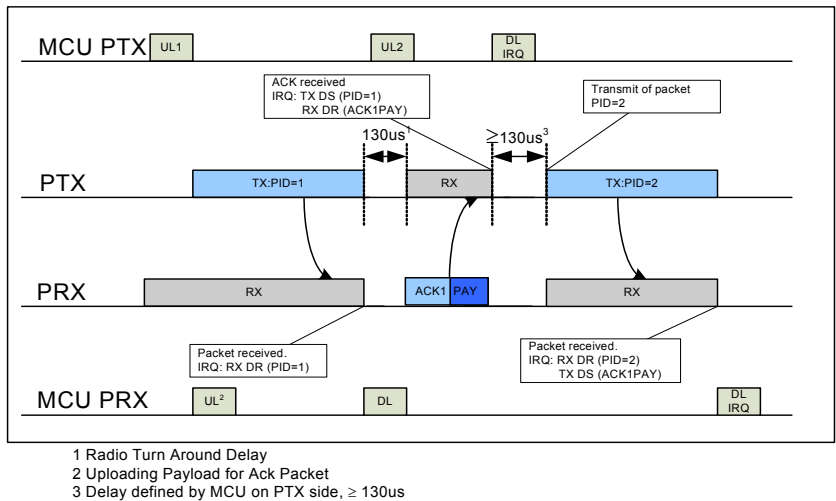 MCU PTX
UL1
UL2
DL
IRQ
ACK received
IRQ: TX DS (PID=1)
RX DR (ACK1PAY)
Transmit of packet
PID=2
130us1
≥130us3
PTX
TX:PID=1
RX
TX:PID=2
PRX
RX
ACK1 PAY
RX
Packet received.
IRQ: RX DR (PID=1)
Packet received.
IRQ: RX DR (PID=2)
TX DS (ACK1PAY)
MCU PRX
UL2
DL
DL
IRQ
1 Radio Turn Around Delay
2 Uploading Payload for Ack Packet
3 Delay defined by MCU on PTX side, ≥ 130us